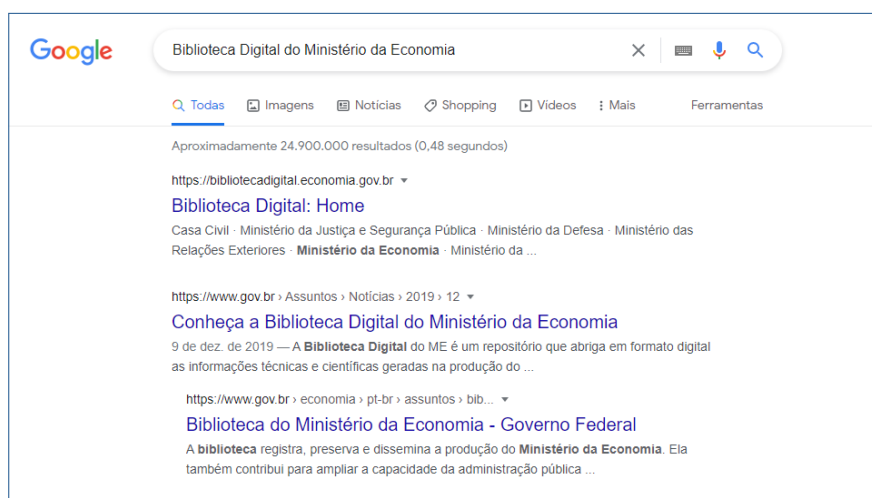 Google
Biblioteca Digital do Ministério da Economia
Todas Imagens Notícias Shopping Vídeos Mais Ferramentas
Aproximadamente 24.900.000 resultados (0,48 segundos)
https://bibliotecadigital.economia.gov.br
Biblioteca Digital: Home
Casa Civil · Ministério da Justiça e Segurança Pública · Ministério da Defesa · Ministério das
Relações Exteriores · Ministério da Economia · Ministério da ...
https://www.gov.br › Assuntos › Notícias › 2019 › 12
Conheça a Biblioteca Digital do Ministério da Economia
9 de dez. de 2019 — A Biblioteca Digital do ME é um repositório que abriga em formato digital
as informações técnicas e científicas geradas na produção do ...
https://www.gov.br › economia › pt-br › assuntos › bib...
Biblioteca do Ministério da Economia - Governo Federal
A biblioteca registra, preserva e dissemina a produção do Ministério da Economia. Ela
também contribui para ampliar a capacidade da administração pública ...